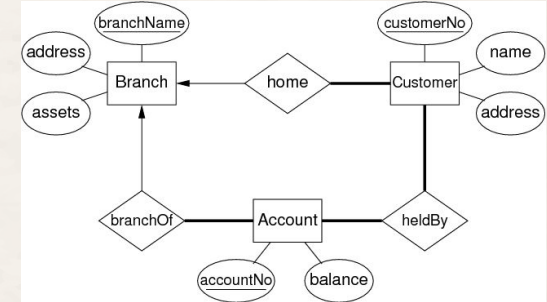 branchName
customerNo
address
name
Branch
home
Customer
assets
address
branchOf
Account
heldBy
accountNo
balance